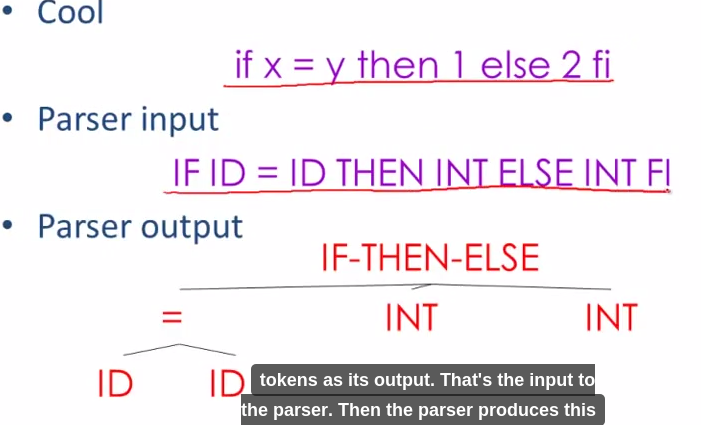 • Cool
if x = y then 1 else 2 fi
• Parser input
IF ID = ID THEN INT ELSE INT FI
• Parser output
IF-THEN-ELSE
= INT INT
ID ID
tokens as its output. That's the input to
the parser. Then the parser produces this